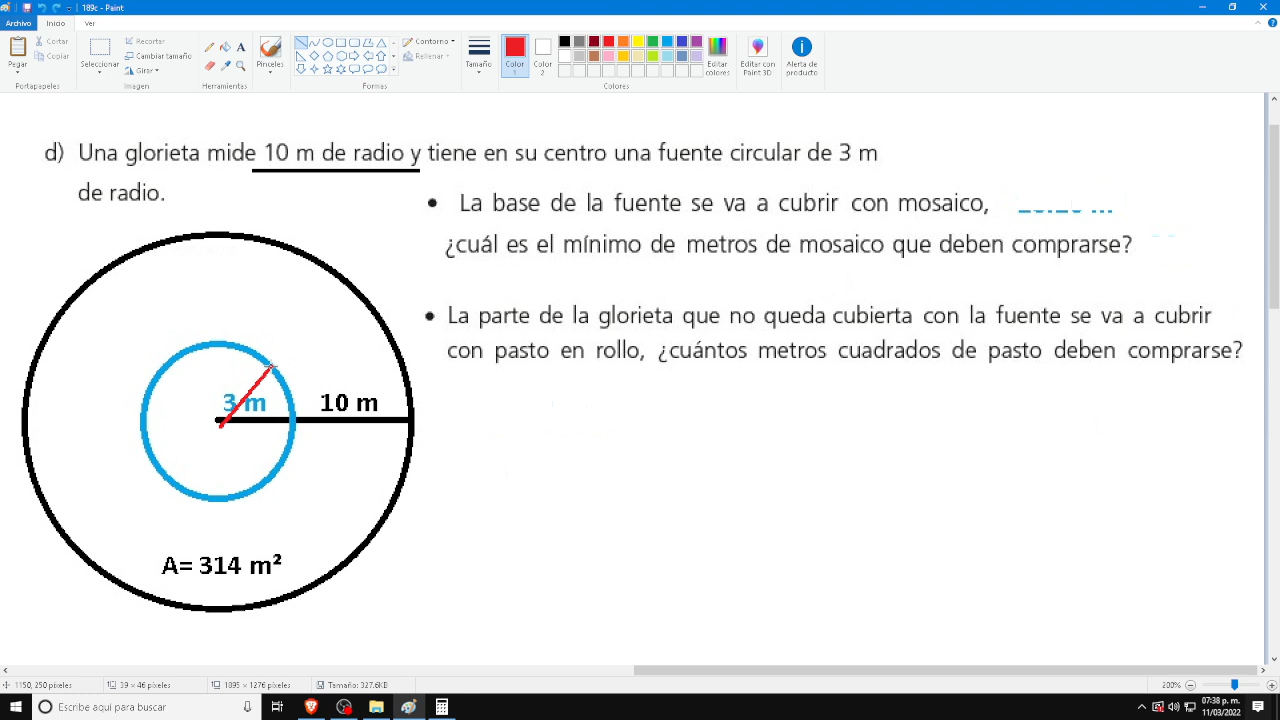 189c - Paint
Archivo Inicio Ver
Pegar
Cortar
Copiar
Portapapeles
Seleccionar
Recortar
Cambiar tamaño
Girar
Imagen
Herramientas
Pinceles
Contorno
Rellenar
Formas
Tamaño
Color 1
Color 2
Editar colores
Colores
Editar con Paint 3D
Alerta de producto
d) Una glorieta mide 10 m de radio y tiene en su centro una fuente circular de 3 m
de radio.
• La base de la fuente se va a cubrir con mosaico,
¿cuál es el mínimo de metros de mosaico que deben comprarse?
• La parte de la glorieta que no queda cubierta con la fuente se va a cubrir
con pasto en rollo, ¿cuántos metros cuadrados de pasto deben comprarse?
3 m
10 m
A= 314 m²
1150, 250 píxeles
39 × 46 píxeles
1895 × 1276 píxeles
Tamaño: 327.6KB
200%
Escribe aquí para buscar
07:38 p. m.
11/03/2022